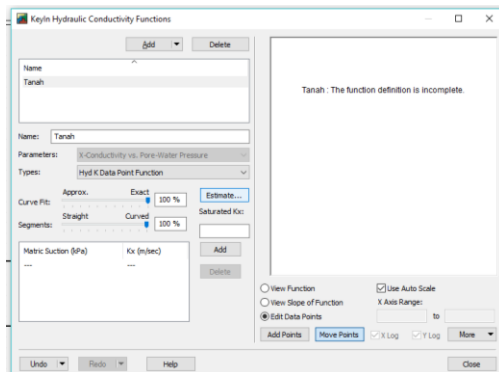 KeyIn Hydraulic Conductivity Functions
Add
Delete
Name
Tanah
Name: Tanah
Parameters: X-Conductivity vs. Pore-Water Pressure
Types: Hyd K Data Point Function
Approx. Exact
Curve Fit: 100 %
Estimate...
Straight Curved
Segments: 100 %
Saturated Kx:
Matric Suction (kPa) Kx (m/sec)
--- ---
Add
Delete
Tanah : The function definition is incomplete.
View Function
Use Auto Scale
View Slope of Function
X Axis Range:
Edit Data Points
to
Add Points Move Points X Log Y Log More
Undo Redo Help Close